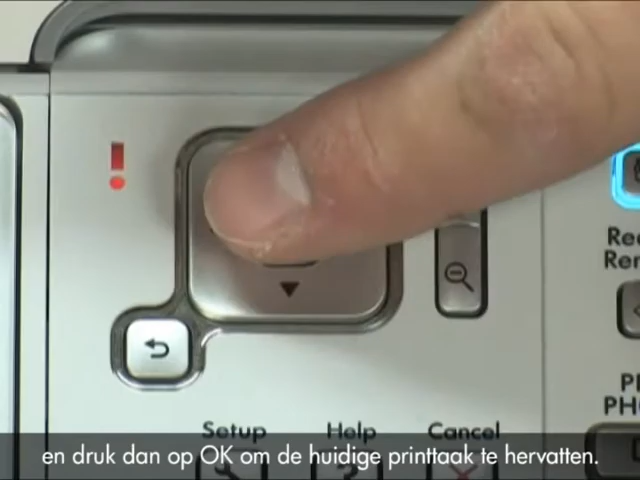 Setup Help Cancel
en druk dan op OK om de huidige printtaak te hervatten.